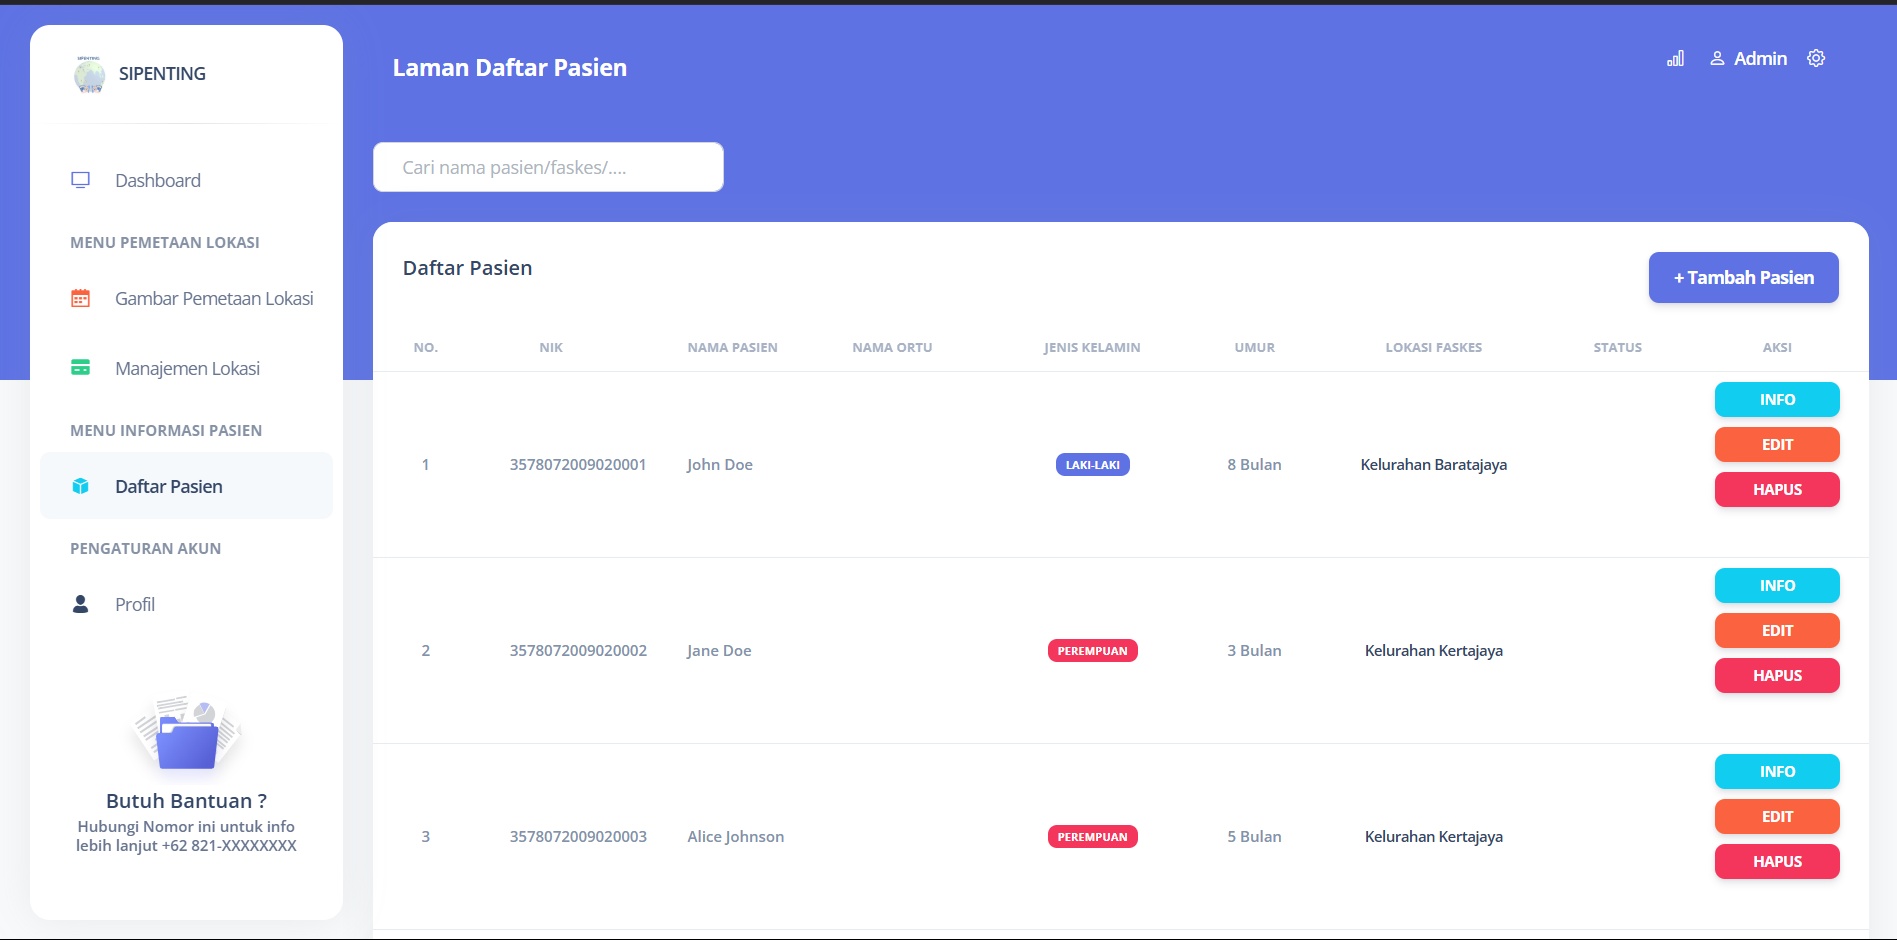 SIPENTING
SIPENTING
Dashboard
MENU PEMETAAN LOKASI
Gambar Pemetaan Lokasi
Manajemen Lokasi
MENU INFORMASI PASIEN
Daftar Pasien
PENGATURAN AKUN
Profil
Butuh Bantuan ?
Hubungi Nomor ini untuk info
lebih lanjut +62 821-XXXXXXXX
Laman Daftar Pasien
Admin
Cari nama pasien/faskes/....
Daftar Pasien
+ Tambah Pasien
NO. NIK NAMA PASIEN NAMA ORTU JENIS KELAMIN UMUR LOKASI FASKES STATUS AKSI
1 3578072009020001 John Doe LAKI-LAKI 8 Bulan Kelurahan Baratajaya
INFO
EDIT
HAPUS
2 3578072009020002 Jane Doe PEREMPUAN 3 Bulan Kelurahan Kertajaya
INFO
EDIT
HAPUS
3 3578072009020003 Alice Johnson PEREMPUAN 5 Bulan Kelurahan Kertajaya
INFO
EDIT
HAPUS